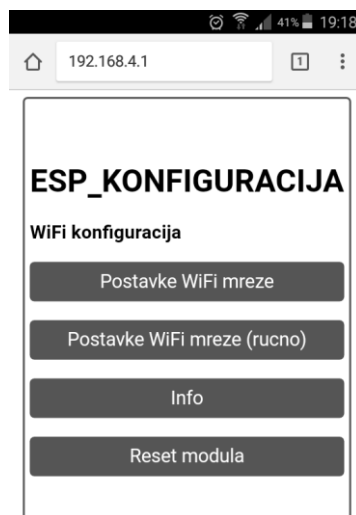 41% 19:18
192.168.4.1
1
ESP_KONFIGURACIJA
WiFi konfiguracija
Postavke WiFi mreze
Postavke WiFi mreze (rucno)
Info
Reset modula